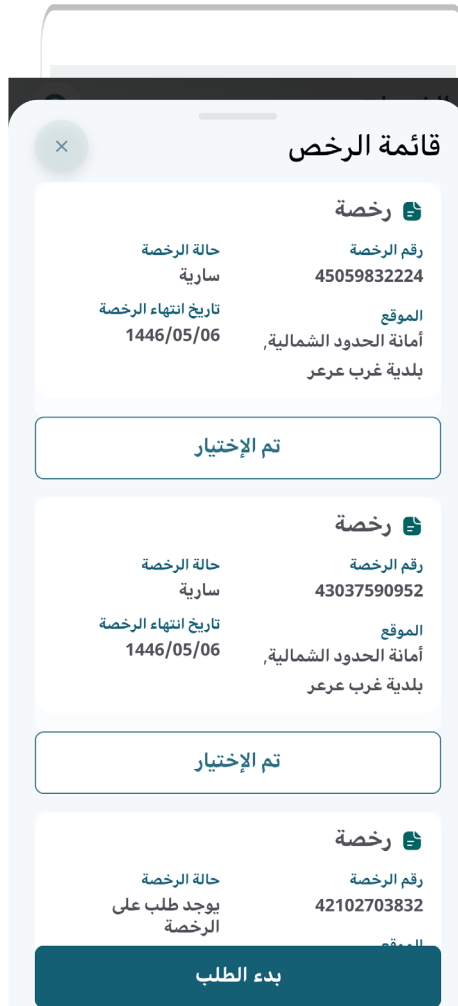 قائمة الرخص
رخصة
رقم الرخصة
45059832224
حالة الرخصة
سارية
الموقع
أمانة الحدود الشمالية,
بلدية غرب عرعر
تاريخ انتهاء الرخصة
1446/05/06
تم الإختيار
رخصة
رقم الرخصة
43037590952
حالة الرخصة
سارية
الموقع
أمانة الحدود الشمالية,
بلدية غرب عرعر
تاريخ انتهاء الرخصة
1446/05/06
تم الإختيار
رخصة
رقم الرخصة
42102703832
حالة الرخصة
يوجد طلب على
الرخصة
الموقع
بدء الطلب